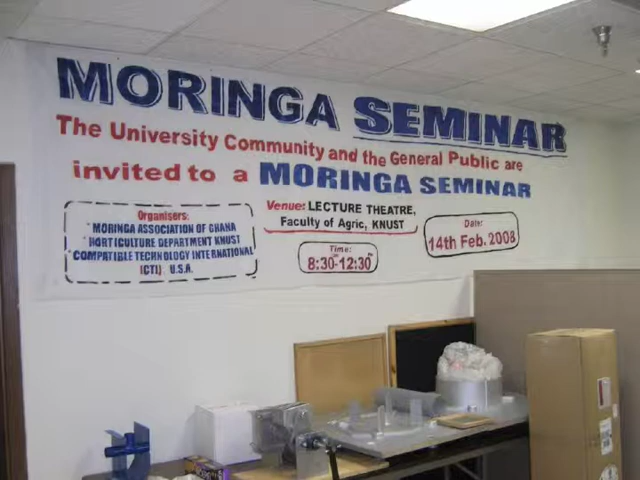 MORINGA SEMINAR
The University Community and the General Public are
invited to a MORINGA SEMINAR
Organisers:
* MORINGA ASSOCIATION OF GHANA
* HORTICULTURE DEPARTMENT KNUST
* COMPATIBLE TECHNOLOGY INTERNATIONAL
(CTI) U.S.A.
Venue: LECTURE THEATRE,
Faculty of Agric, KNUST
Time:
8:30-12:30
Date:
14th Feb. 2008